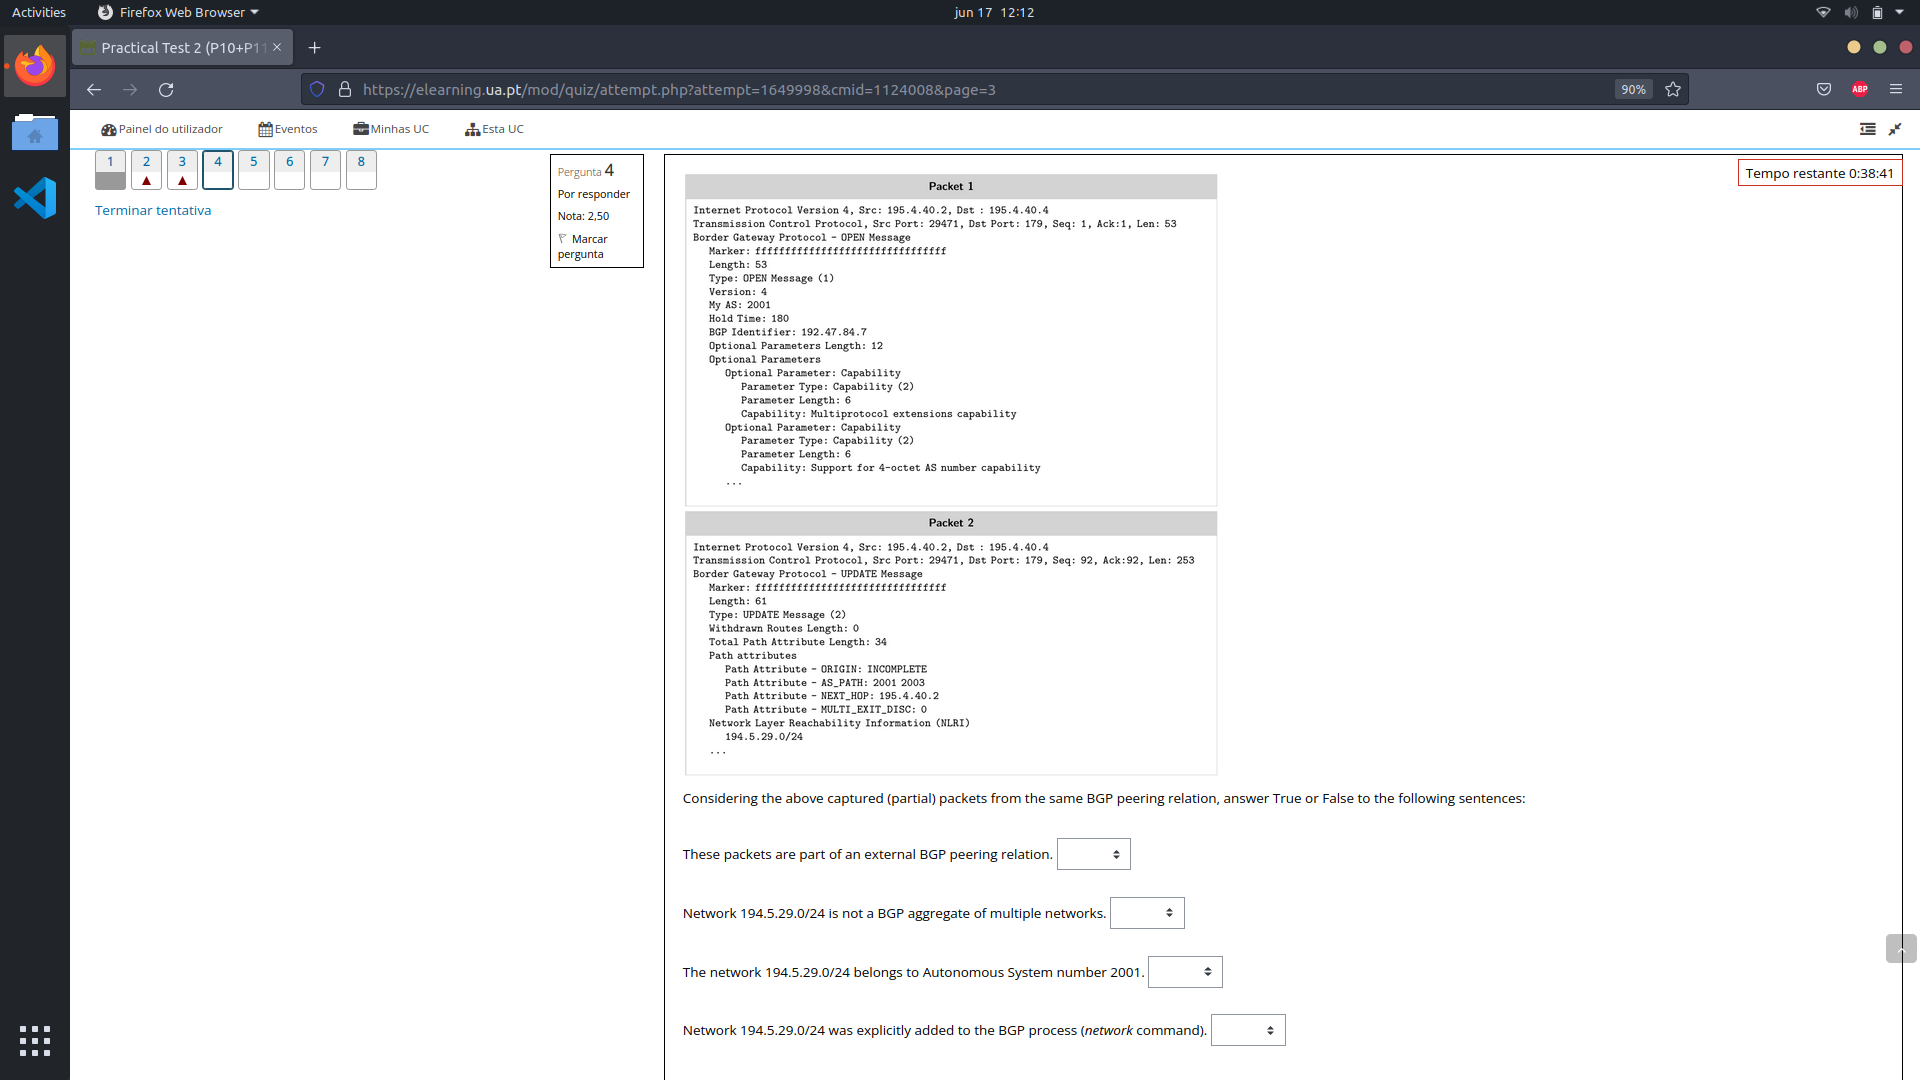 Activities
Firefox Web Browser
jun 17 12:12
Practical Test 2 (P10+P11
https://elearning.ua.pt/mod/quiz/attempt.php?attempt=1649998&cmid=1124008&page=3
90%
ABP
Painel do utilizador
Eventos
Minhas UC
Esta UC
1 2 3 4 5 6 7 8
Terminar tentativa
Pergunta 4
Por responder
Nota: 2,50
Marcar
pergunta
Tempo restante 0:38:41
Packet 1
Internet Protocol Version 4, Src: 195.4.40.2, Dst : 195.4.40.4
Transmission Control Protocol, Src Port: 29471, Dst Port: 179, Seq: 1, Ack:1, Len: 53
Border Gateway Protocol - OPEN Message
Marker: ffffffffffffffffffffffffffffffff
Length: 53
Type: OPEN Message (1)
Version: 4
My AS: 2001
Hold Time: 180
BGP Identifier: 192.47.84.7
Optional Parameters Length: 12
Optional Parameters
Optional Parameter: Capability
Parameter Type: Capability (2)
Parameter Length: 6
Capability: Multiprotocol extensions capability
Optional Parameter: Capability
Parameter Type: Capability (2)
Parameter Length: 6
Capability: Support for 4-octet AS number capability
...
Packet 2
Internet Protocol Version 4, Src: 195.4.40.2, Dst : 195.4.40.4
Transmission Control Protocol, Src Port: 29471, Dst Port: 179, Seq: 92, Ack:92, Len: 253
Border Gateway Protocol - UPDATE Message
Marker: ffffffffffffffffffffffffffffffff
Length: 61
Type: UPDATE Message (2)
Withdrawn Routes Length: 0
Total Path Attribute Length: 34
Path attributes
Path Attribute - ORIGIN: INCOMPLETE
Path Attribute - AS_PATH: 2001 2003
Path Attribute - NEXT_HOP: 195.4.40.2
Path Attribute - MULTI_EXIT_DISC: 0
Network Layer Reachability Information (NLRI)
194.5.29.0/24
...
Considering the above captured (partial) packets from the same BGP peering relation, answer True or False to the following sentences:
These packets are part of an external BGP peering relation.
Network 194.5.29.0/24 is not a BGP aggregate of multiple networks.
The network 194.5.29.0/24 belongs to Autonomous System number 2001.
Network 194.5.29.0/24 was explicitly added to the BGP process (network command).